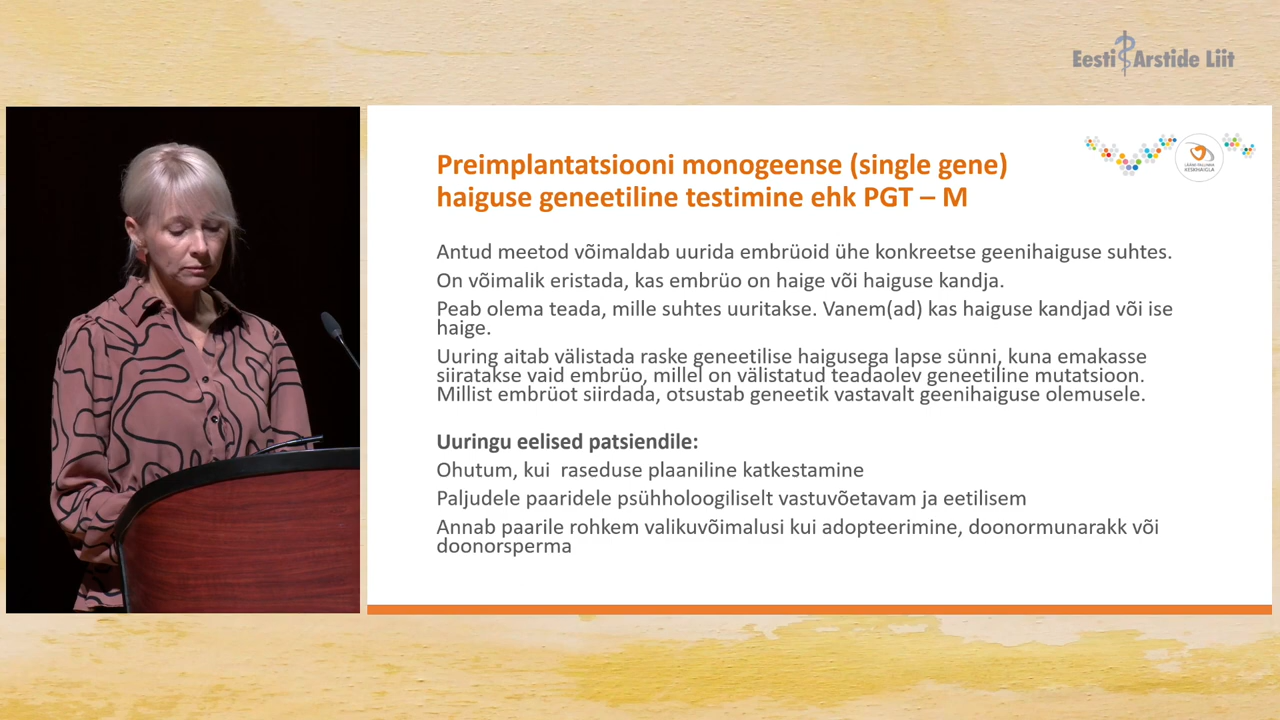 Eesti Arstide Liit
LÄÄNE-TALLINNA
KESKHAIGLA
Preimplantatsiooni monogeense (single gene)
haiguse geneetiline testimine ehk PGT – M
Antud meetod võimaldab uurida embrüoid ühe konkreetse geenihaiguse suhtes.
On võimalik eristada, kas embrüo on haige või haiguse kandja.
Peab olema teada, mille suhtes uuritakse. Vanem(ad) kas haiguse kandjad või ise
haige.
Uuring aitab välistada raske geneetilise haigusega lapse sünni, kuna emakasse
siiratakse vaid embrüo, millel on välistatud teadaolev geneetiline mutatsioon.
Millist embrüot siirdada, otsustab geneetik vastavalt geenihaiguse olemusele.
Uuringu eelised patsiendile:
Ohutum, kui  raseduse plaaniline katkestamine
Paljudele paaridele psühholoogiliselt vastuvõetavam ja eetilisem
Annab paarile rohkem valikuvõimalusi kui adopteerimine, doonormunarakk või
doonorsperma